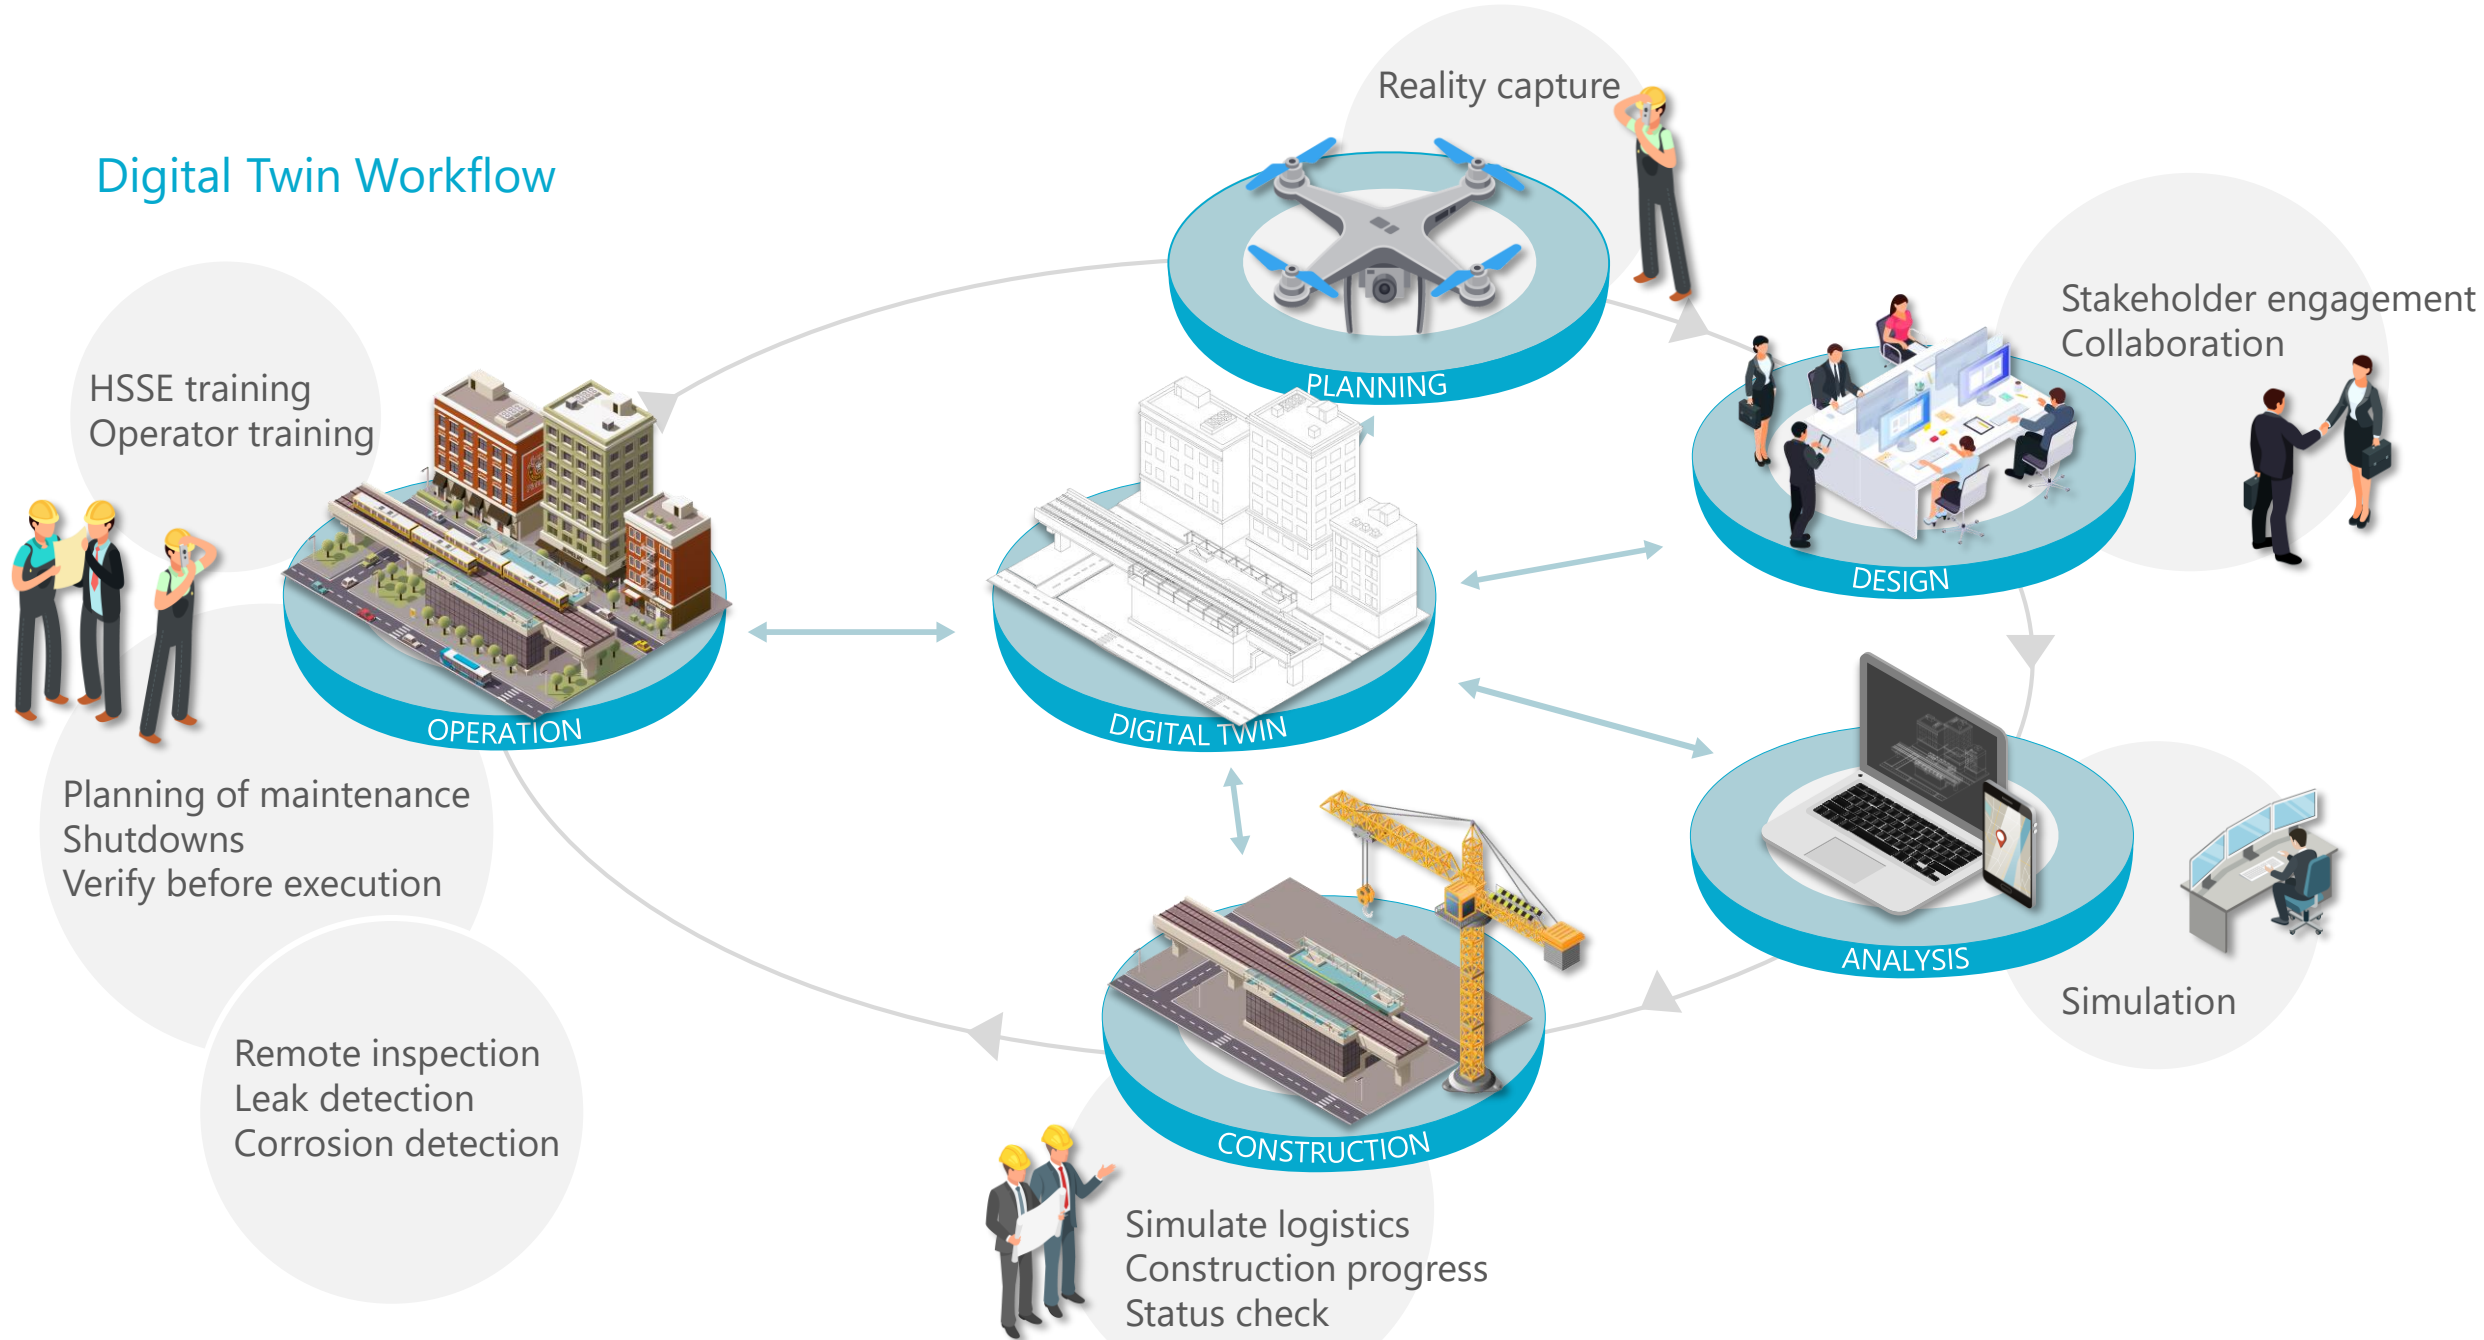 Digital Twin Workflow
Reality capture
PLANNING
Stakeholder engagement
Collaboration
DESIGN
HSSE training
Operator training
OPERATION
DIGITAL TWIN
Planning of maintenance
Shutdowns
Verify before execution
ANALYSIS
Simulation
Remote inspection
Leak detection
Corrosion detection
CONSTRUCTION
Simulate logistics
Construction progress
Status check